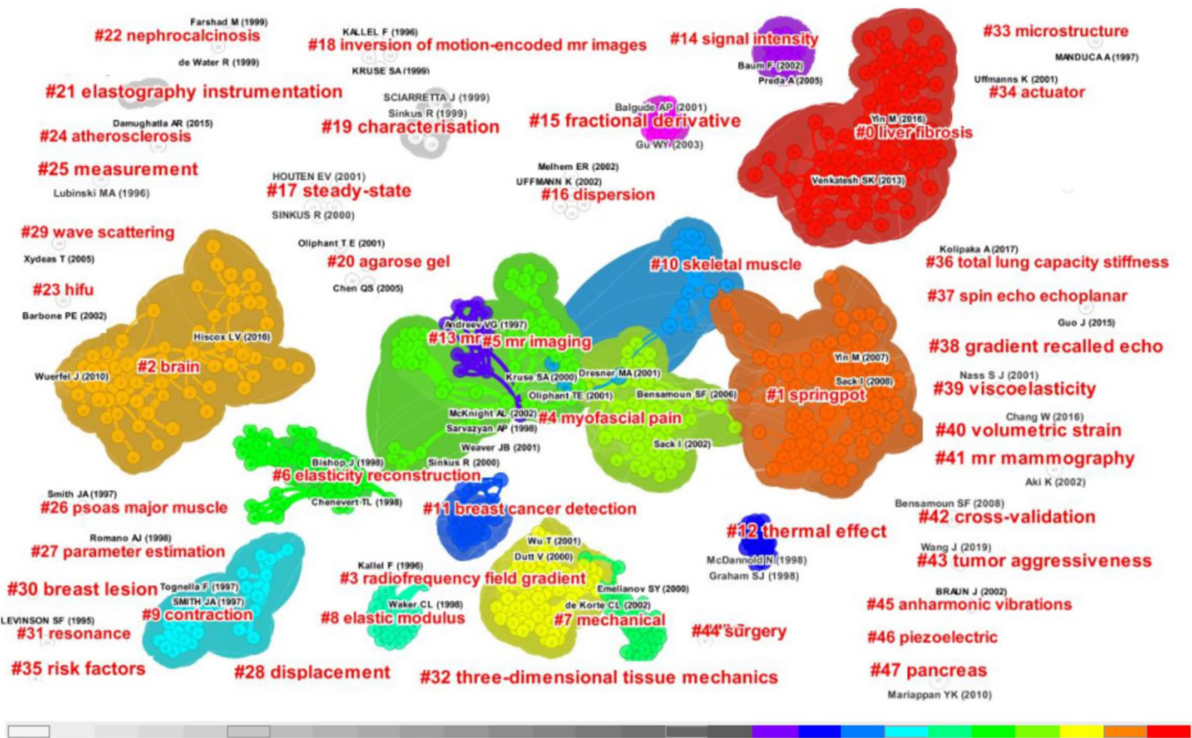 Farshad M (1999)
#22 nephrocalcinosis
de Water R (1999)
KALLEL F (1996)
#18 inversion of motion-encoded mr images
KRUSE SA (1999)
#14 signal intensity
Baum F (2002)
Preda A (2005)
#33 microstructure
MANDUCA A (1997)
Uffmanns K (2001)
#34 actuator
#21 elastography instrumentation
Damughatla AR (2015)
#24 atherosclerosis
#25 measurement
Lubinski MA (1996)
SCIARRETTA J (1999)
Sinkus R (1999)
#19 characterisation
Balgude AP (2001)
#15 fractional derivative
Gu WY (2003)
Yin M (2016)
#0 liver fibrosis
Venkatesh SK (2013)
HOUTEN EV (2001)
#17 steady-state
SINKUS R (2000)
Melhem ER (2002)
UFFMANN K (2002)
#16 dispersion
#29 wave scattering
Xydeas T (2005)
#23 hifu
Barbone PE (2002)
Oliphant T E (2001)
#20 agarose gel
Chen QS (2005)
#10 skeletal muscle
Kolipaka A (2017)
#36 total lung capacity stiffness
#37 spin echo echoplanar
Guo J (2015)
#38 gradient recalled echo
Nass S J (2001)
#39 viscoelasticity
Chang W (2016)
#40 volumetric strain
#41 mr mammography
Aki K (2002)
Hiscox LV (2016)
#2 brain
Wuerfel J (2010)
Andreev VG (1997)
#13 mr
#5 mr imaging
Kruse SA (2000)
Dresner MA (2001)
Oliphant TE (2001)
Bensamoun SF (2006)
McKnight AL (2002)
#4 myofascial pain
Sarvazyan AP (1998)
Weaver JB (2001)
Sack I (2002)
Yin M (2007)
Sack I (2008)
#1 springpot
Bishop J (1998)
Sinkus R (2000)
#6 elasticity reconstruction
Chenevert TL (1998)
#11 breast cancer detection
Smith JA (1997)
#26 psoas major muscle
Romano AJ (1998)
#27 parameter estimation
#30 breast lesion
Tognella F (1997)
SMITH JA (1997)
#9 contraction
LEVINSON SF (1995)
#31 resonance
#35 risk factors
#28 displacement
Wu T (2001)
Dutt V (2000)
Kallel F (1996)
#3 radiofrequency field gradient
Emelianov SY (2000)
Waker CL (1998)
de Korte CL (2002)
#8 elastic modulus
#7 mechanical
#32 three-dimensional tissue mechanics
#12 thermal effect
McDannold N (1998)
Graham SJ (1998)
surgery
Bensamoun SF (2008)
#42 cross-validation
Wang J (2019)
#43 tumor aggressiveness
BRAUN J (2002)
#45 anharmonic vibrations
#46 piezoelectric
#47 pancreas
Mariappan YK (2010)